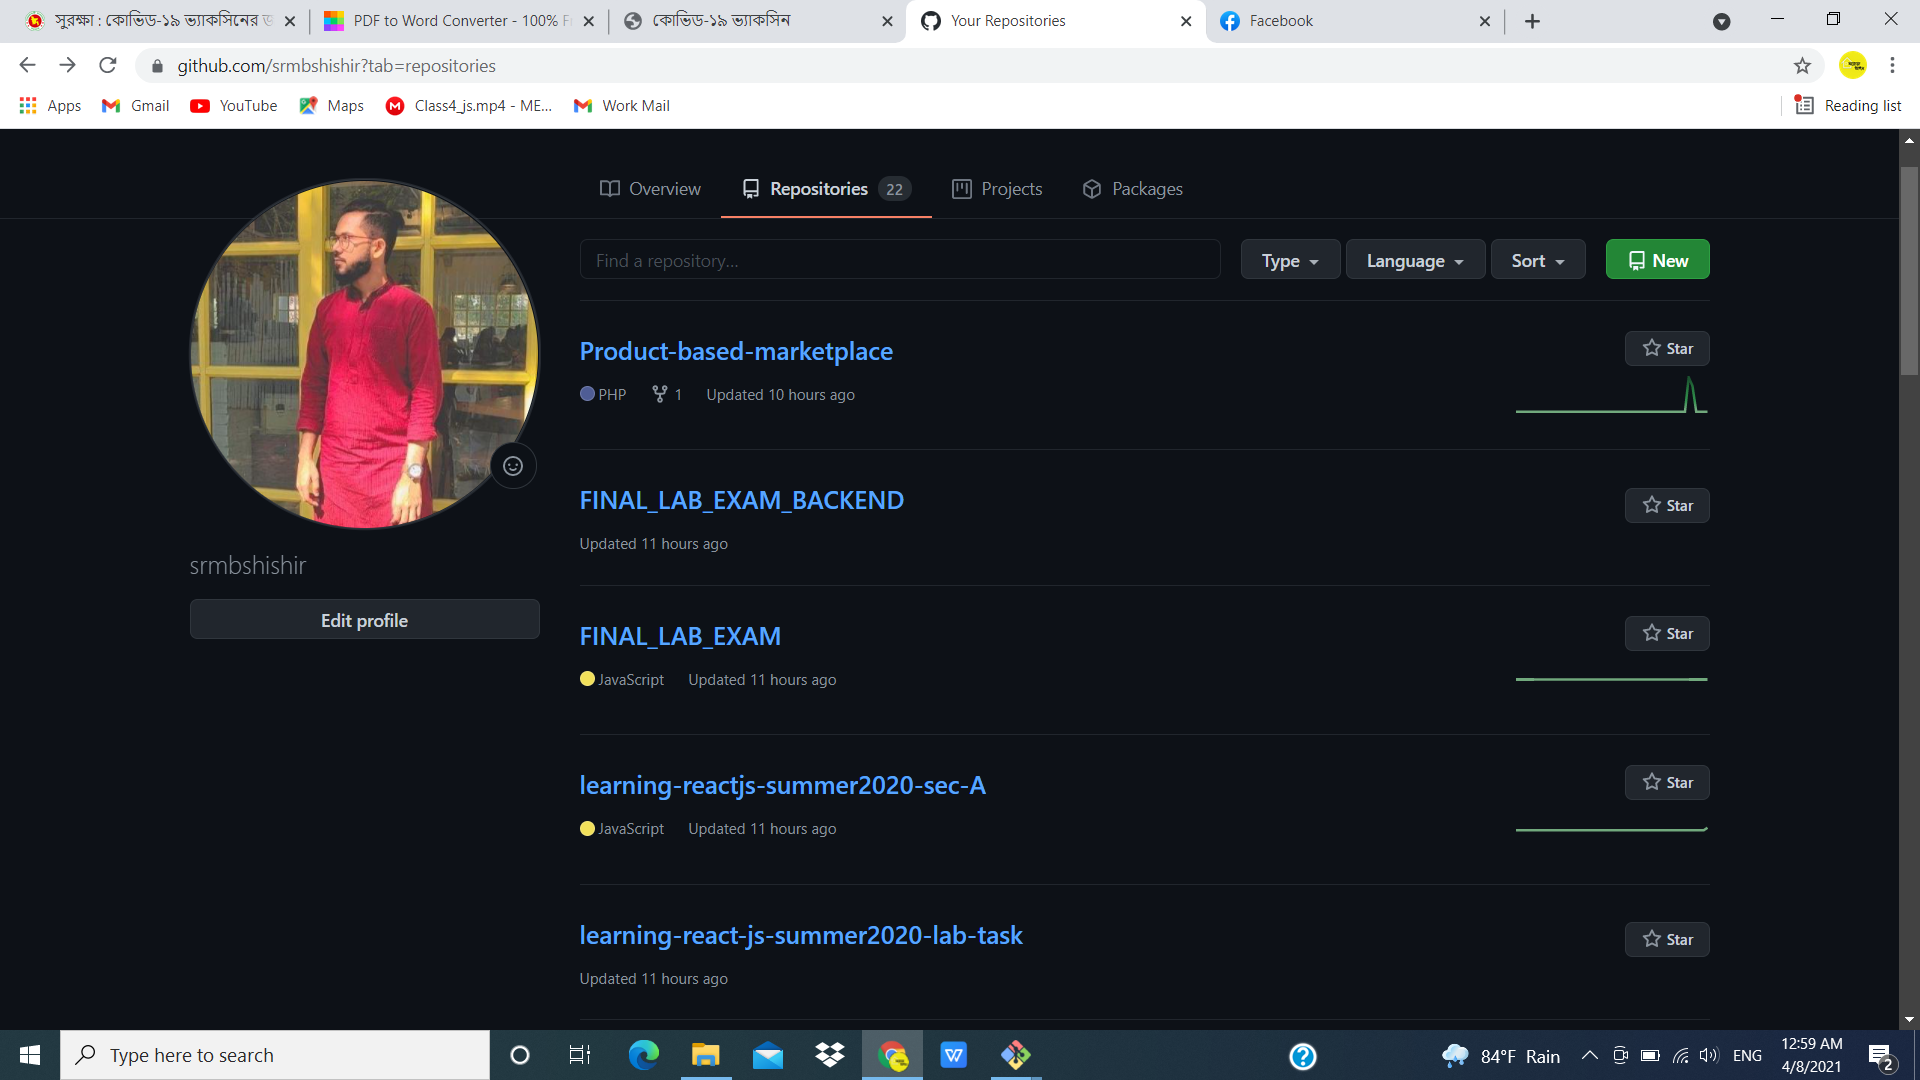 সুরক্ষা : কোভিড-১৯ ভ্যাকসিনের
PDF to Word Converter - 100%
কোভিড-১৯ ভ্যাকসিন
Your Repositories
Facebook
github.com/srmbshishir?tab=repositories
Apps
Gmail
YouTube
Maps
Class4_js.mp4 - ME...
Work Mail
Reading list
Overview
Repositories 22
Projects
Packages
Find a repository...
Type
Language
Sort
New
Product-based-marketplace
Star
PHP 1 Updated 10 hours ago
FINAL_LAB_EXAM_BACKEND
Star
Updated 11 hours ago
srmbshishir
Edit profile
FINAL_LAB_EXAM
Star
JavaScript Updated 11 hours ago
learning-reactjs-summer2020-sec-A
Star
JavaScript Updated 11 hours ago
learning-react-js-summer2020-lab-task
Star
Updated 11 hours ago
Type here to search
W
84°F Rain
ENG
12:59 AM
4/8/2021
2